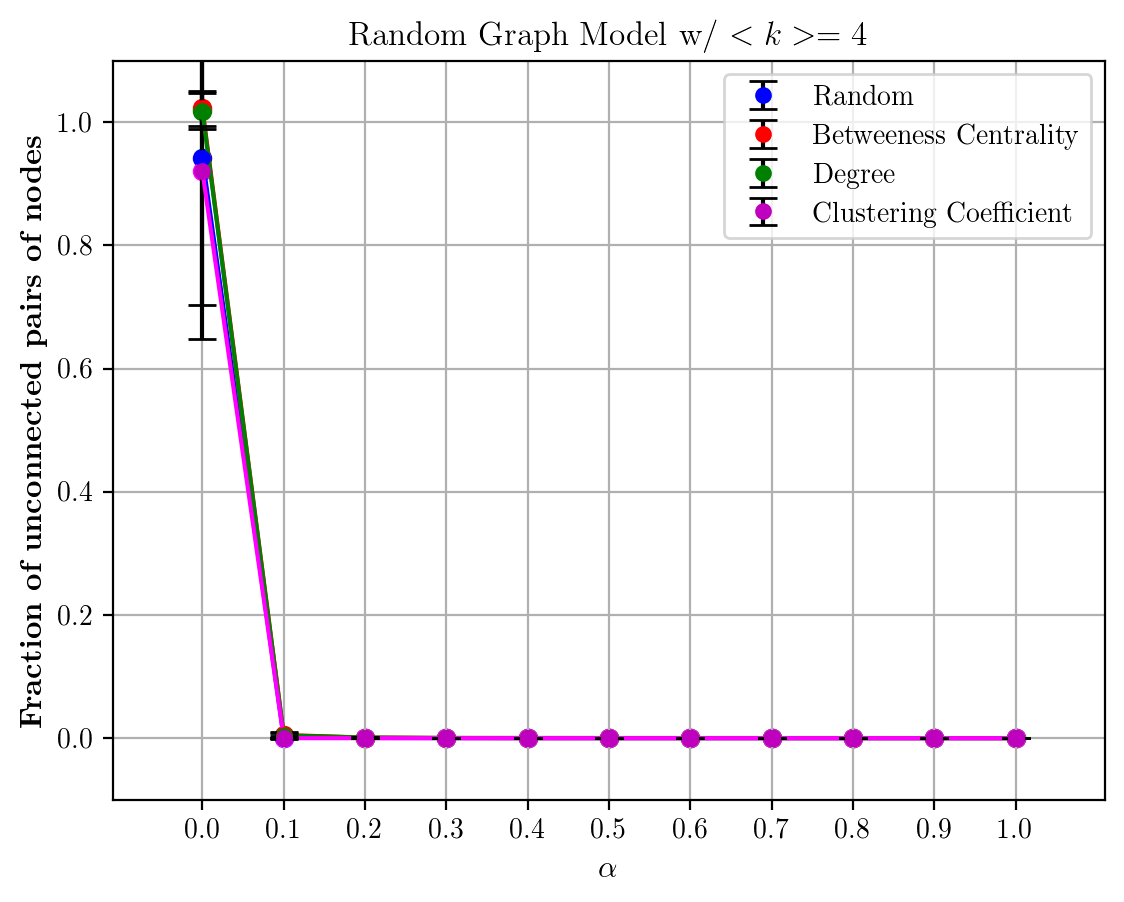 Random Graph Model w/ < k >= 4
Random
Betweeness Centrality
Degree
Clustering Coefficient
Fraction of unconnected pairs of nodes
1.0
0.8
0.6
0.4
0.2
0.0
0.0 0.1 0.2 0.3 0.4 0.5 0.6 0.7 0.8 0.9 1.0
α